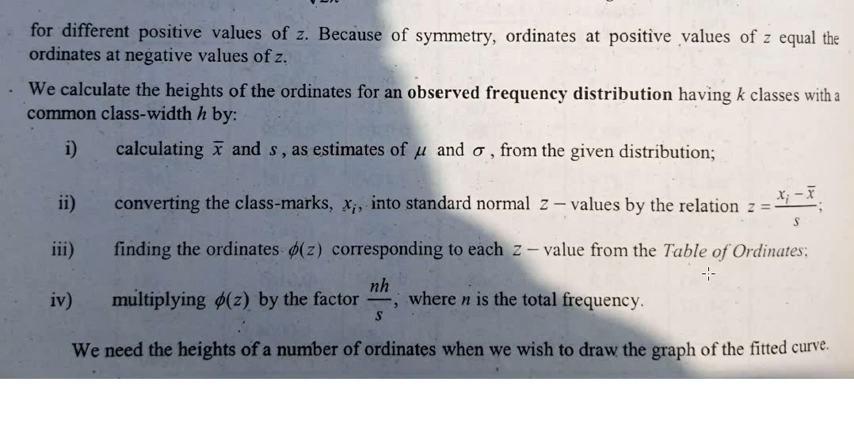 for different positive values of z. Because of symmetry, ordinates at positive values of z equal the
ordinates at negative values of z.
We calculate the heights of the ordinates for an observed frequency distribution having k classes with a
common class-width h by:
i) calculating x̅ and s, as estimates of μ and σ, from the given distribution;
ii) converting the class-marks, xᵢ, into standard normal z – values by the relation z = (xᵢ – x̅)/s;
iii) finding the ordinates ϕ(z) corresponding to each z – value from the Table of Ordinates;
iv) multiplying ϕ(z) by the factor nh/s, where n is the total frequency.
We need the heights of a number of ordinates when we wish to draw the graph of the fitted curve.